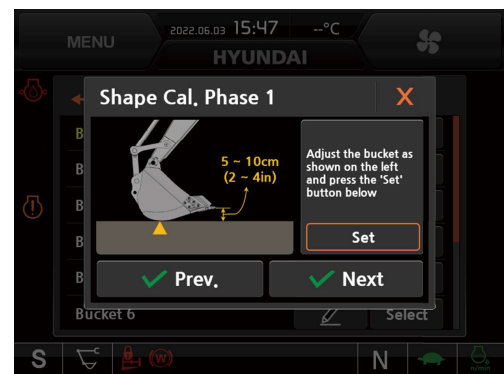 MENU
2022.06.03 15:47
--°C
HYUNDAI
Shape Cal. Phase 1
X
B
5 ~ 10cm
(2 ~ 4in)
Adjust the bucket as
shown on the left
and press the 'Set'
button below
B
B
B
Set
B
Prev.
Next
Bucket 6
Select
S
(W)
N